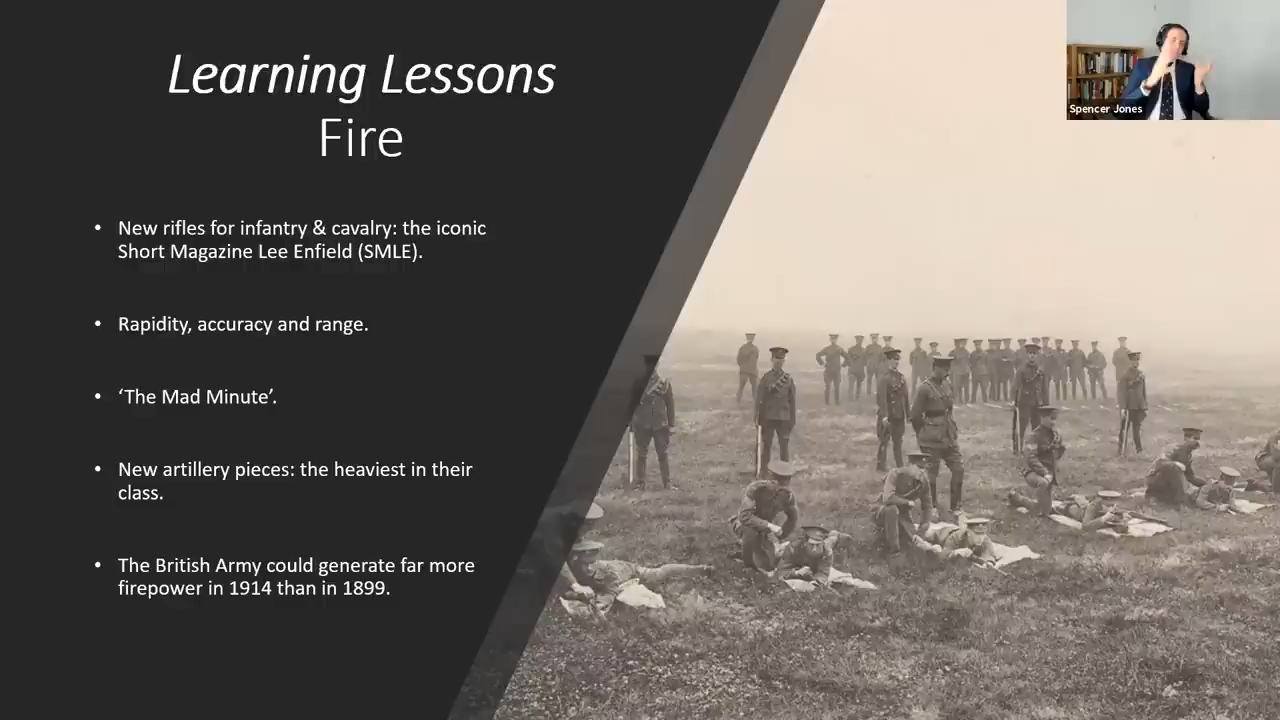 Learning Lessons
Fire
Spencer Jones
• New rifles for infantry & cavalry: the iconic
Short Magazine Lee Enfield (SMLE).
• Rapidity, accuracy and range.
• ‘The Mad Minute’.
• New artillery pieces: the heaviest in their
class.
• The British Army could generate far more
firepower in 1914 than in 1899.